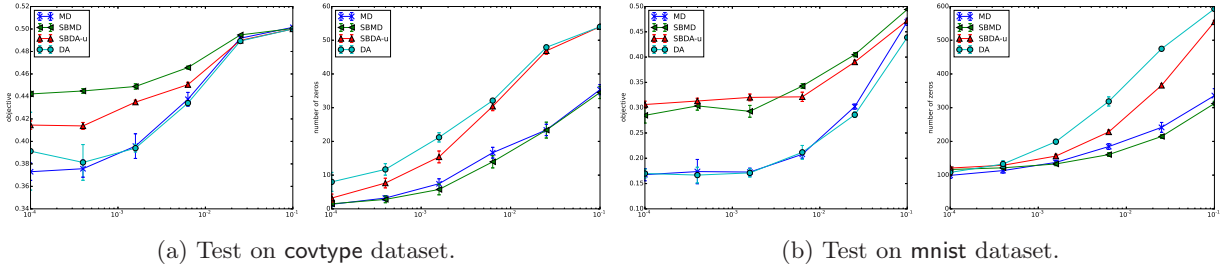 0.52
0.50
0.48
0.46
0.44
0.42
0.40
0.38
0.36
0.34
objective
10^-4
10^-3
10^-2
10^-1
MD
SBMD
SBDA-u
DA
60
50
40
30
20
10
0
number of zeros
10^-4
10^-3
10^-2
10^-1
MD
SBMD
SBDA-u
DA
0.50
0.45
0.40
0.35
0.30
0.25
0.20
0.15
0.10
objective
10^-4
10^-3
10^-2
10^-1
MD
SBMD
SBDA-u
DA
600
500
400
300
200
100
0
number of zeros
10^-4
10^-3
10^-2
10^-1
MD
SBMD
SBDA-u
DA
(a) Test on covtype dataset.
(b) Test on mnist dataset.